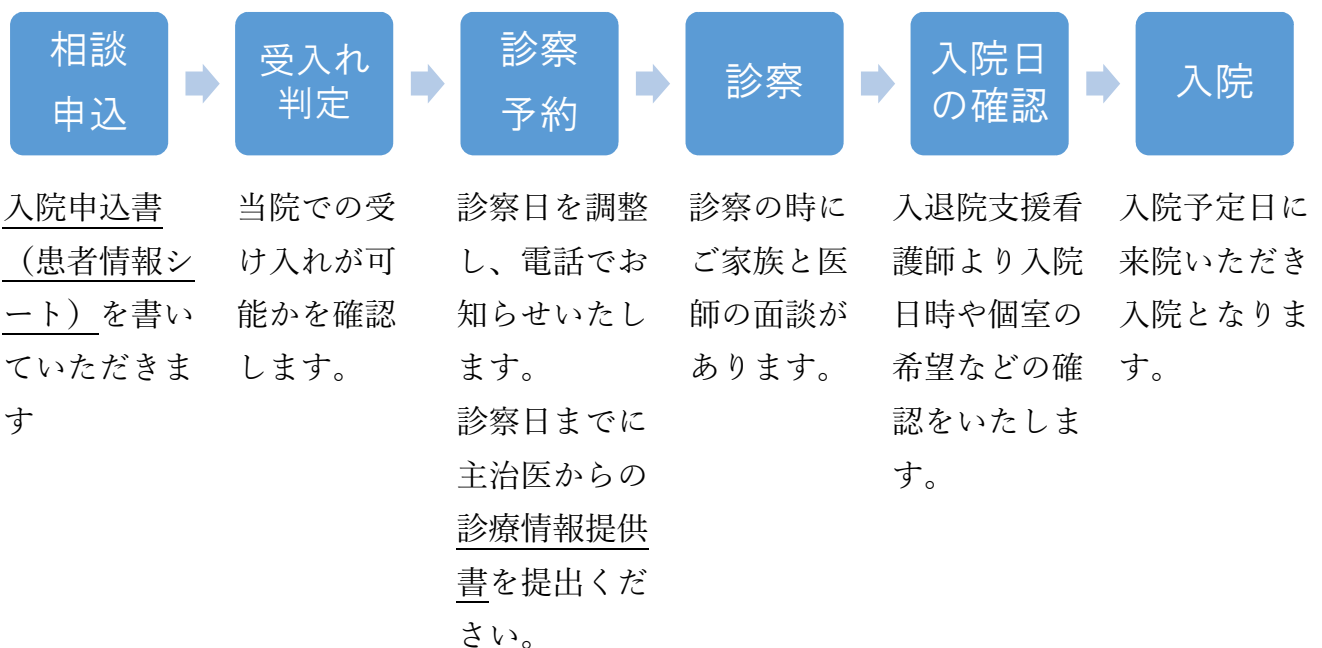 相談
申込
受入れ
判定
診察
予約
診察
入院日
の確認
入院
入院申込書
（患者情報シ
ート）を書い
ていただきま
す
当院での受
け入れが可
能かを確認
します。
診察日を調整
し、電話でお
知らせいたし
ます。
診察日までに
主治医からの
診療情報提供
書を提出くだ
さい。
診察の時に
ご家族と医
師の面談が
あります。
入退院支援看
護師より入院
日時や個室の
希望などの確
認をいたしま
す。
入院予定日に
来院いただき
入院となりま
す。